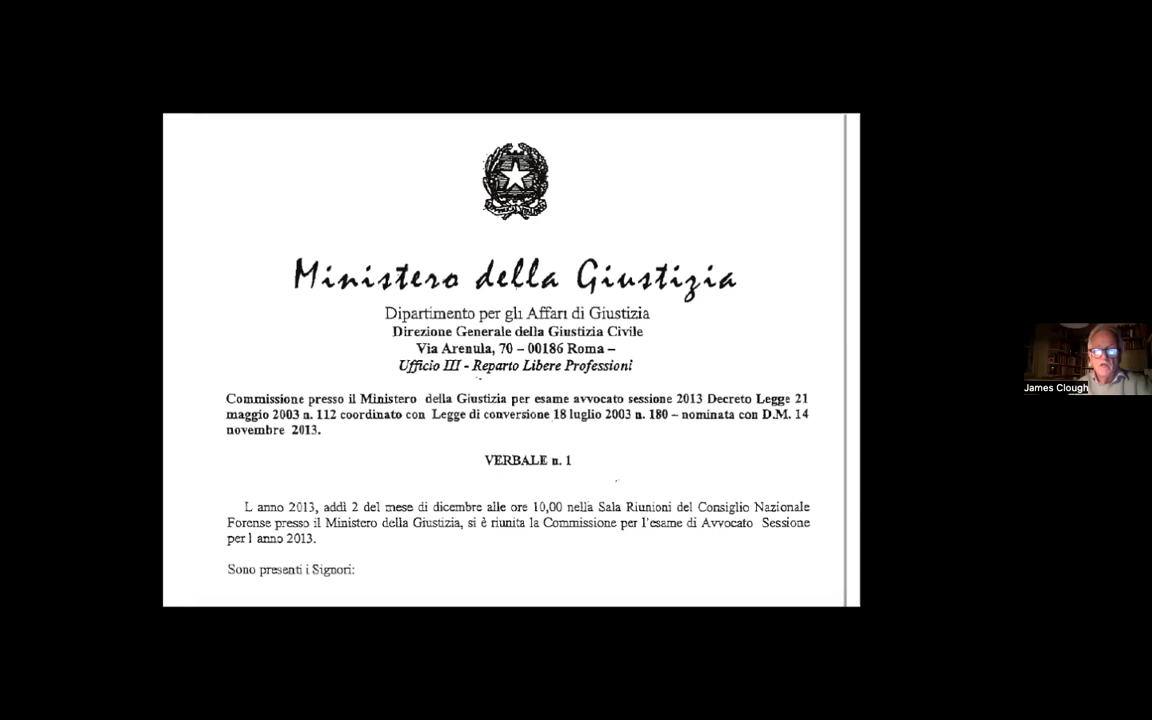 Ministero della Giustizia
Dipartimento per gli Affari di Giustizia
Direzione Generale della Giustizia Civile
Via Arenula, 70 – 00186 Roma –
Ufficio III - Reparto Libere Professioni
Commissione presso il Ministero della Giustizia per esame avvocato sessione 2013 Decreto Legge 21
maggio 2003 n. 112 coordinato con Legge di conversione 18 luglio 2003 n. 180 – nominata con D.M. 14
novembre 2013.
VERBALE n. 1
L anno 2013, addì 2 del mese di dicembre alle ore 10,00 nella Sala Riunioni del Consiglio Nazionale
Forense presso il Ministero della Giustizia, si è riunita la Commissione per l'esame di Avvocato Sessione
per l anno 2013.
Sono presenti i Signori:
James Clough